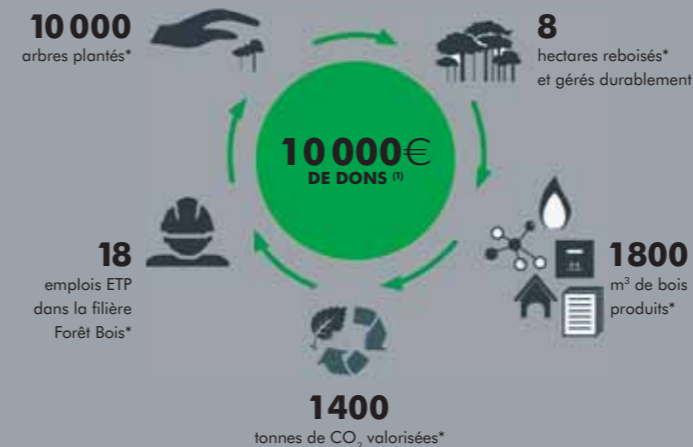 10 000
arbres plantés*
8
hectares reboisés*
et gérés durablement
10 000€
DE DONS (1)
1800
m³ de bois
produits*
1400
tonnes de CO₂ valorisées*
18
emplois ETP
dans la filière
Forêt Bois*